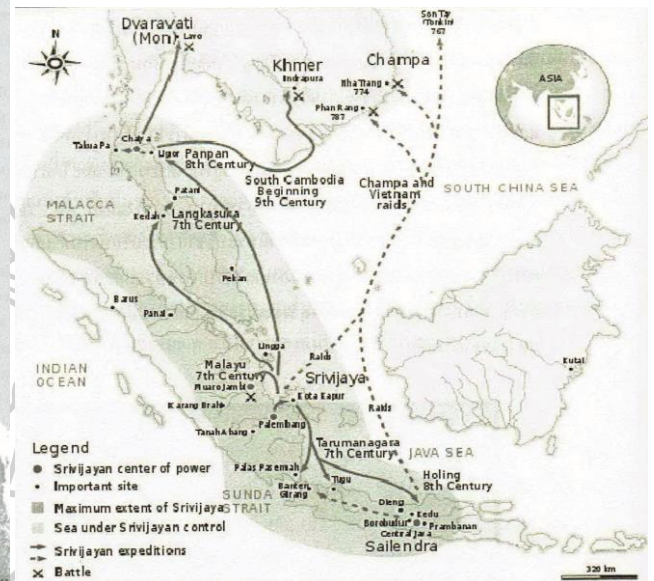 Son Tay
(Tonkin)
767
N
Dvaravati
(Mon)
Lavo
Khmer
Indrapura
Champa
Nha Trang
774
Phan Rang
787
ASIA
Chaiya
Takua Pa
Ligor
Panpan
8th Century
South Cambodia
Beginning
9th Century
Champa and
Vietnam
raids
SOUTH CHINA SEA
MALACCA
STRAIT
Patani
Kedah
Langkasuka
7th Century
Pekan
Barus
Panai
Lingga
Raids
INDIAN
OCEAN
Malayu
7th Century
Muaro Jambi
Srivijaya
Kota Kapur
Kutai
Karang Brahi
Raids
Tanah Abang
Palembang
Tarumanagara
7th Century
JAVA SEA
Palas Pasemah
Tugu
Holing
8th Century
Banten
Girang
SUNDA
STRAIT
Dieng
Kedu
Borobudur
Prambanan
Central Java
Sailendra
Legend
Srivijayan center of power
Important site
Maximum extent of Srivijaya
Sea under Srivijayan control
Srivijayan expeditions
Battle
320 km